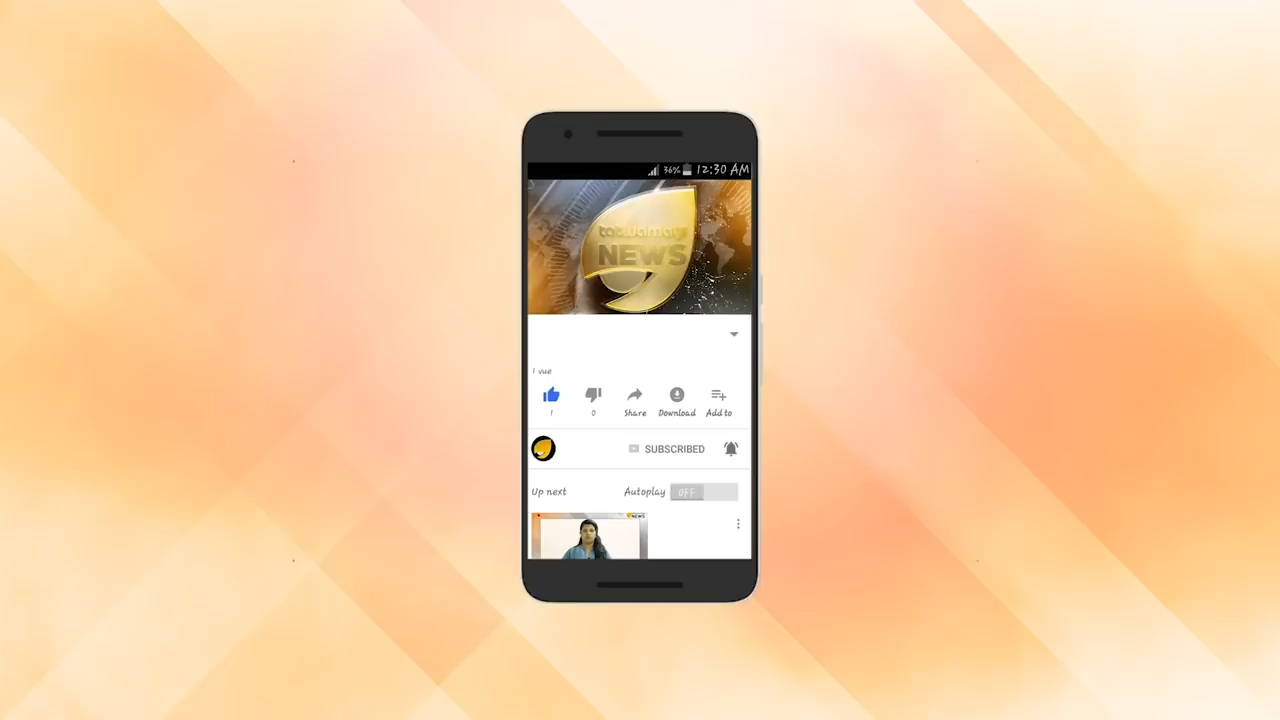 36% 12:30 AM
tatwamayi
NEWS
1 vue
1 0 Share Download Add to
SUBSCRIBED
Up next Autoplay OFF
NEWS